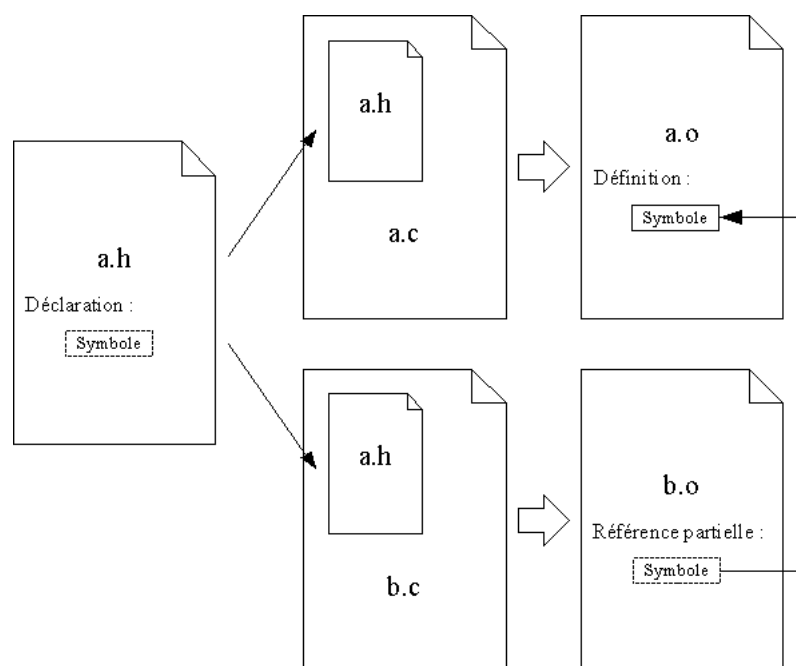 a.h
Déclaration :
Symbole
a.h
a.c
a.o
Définition :
Symbole
a.h
b.c
b.o
Référence partielle :
Symbole